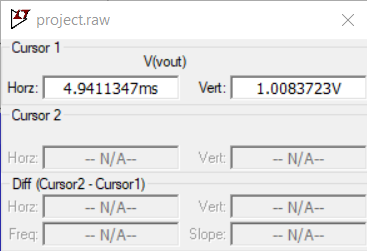 project.raw
Cursor 1
V(vout)
Horz: 4.9411347ms Vert: 1.0083723V
Cursor 2
Horz: -- N/A-- Vert: -- N/A--
Diff (Cursor2 - Cursor1)
Horz: -- N/A-- Vert: -- N/A--
Freq: -- N/A-- Slope: -- N/A--